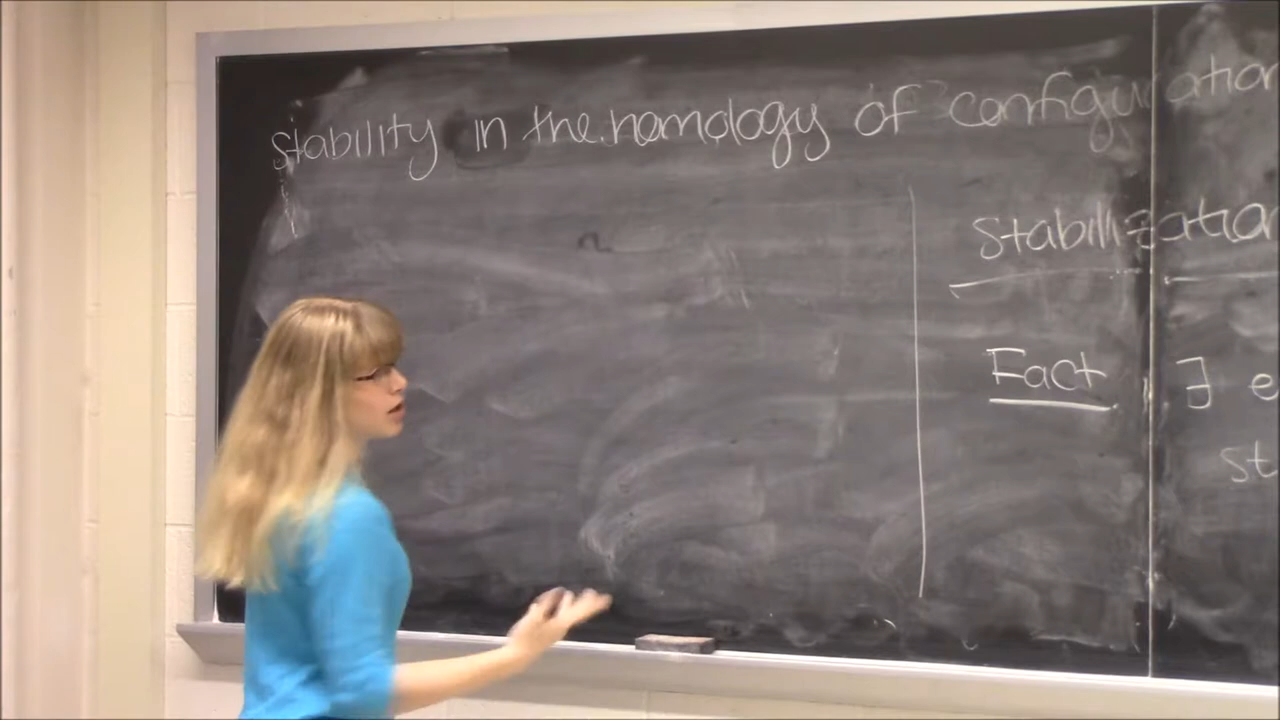 Stability in the homology of configuration
Stabilization
Fact ∃ e
st